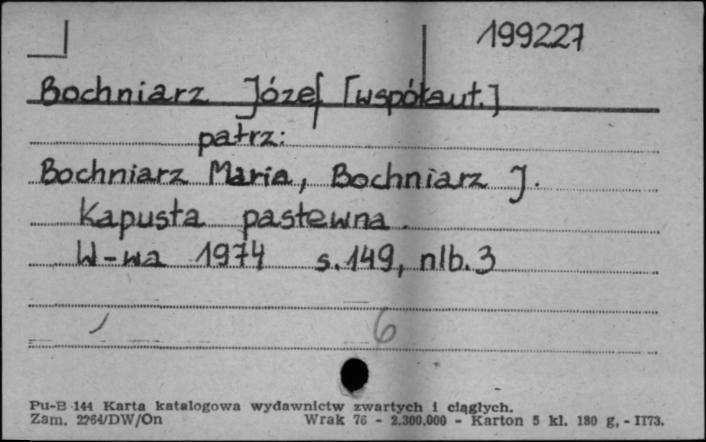 199227
Bochniarz Józef [współaut.]
patrz:
Bochniarz Maria, Bochniarz J.
Kapusta pastewna.
W-wa 1974 s.149, nlb.3
6
Pu-B 144 Karta katalogowa wydawnictw zwartych i ciągłych.
Zam. 2264/DW/On Wrak 76 - 2.300.000 - Karton 5 kl. 180 g. - II73.